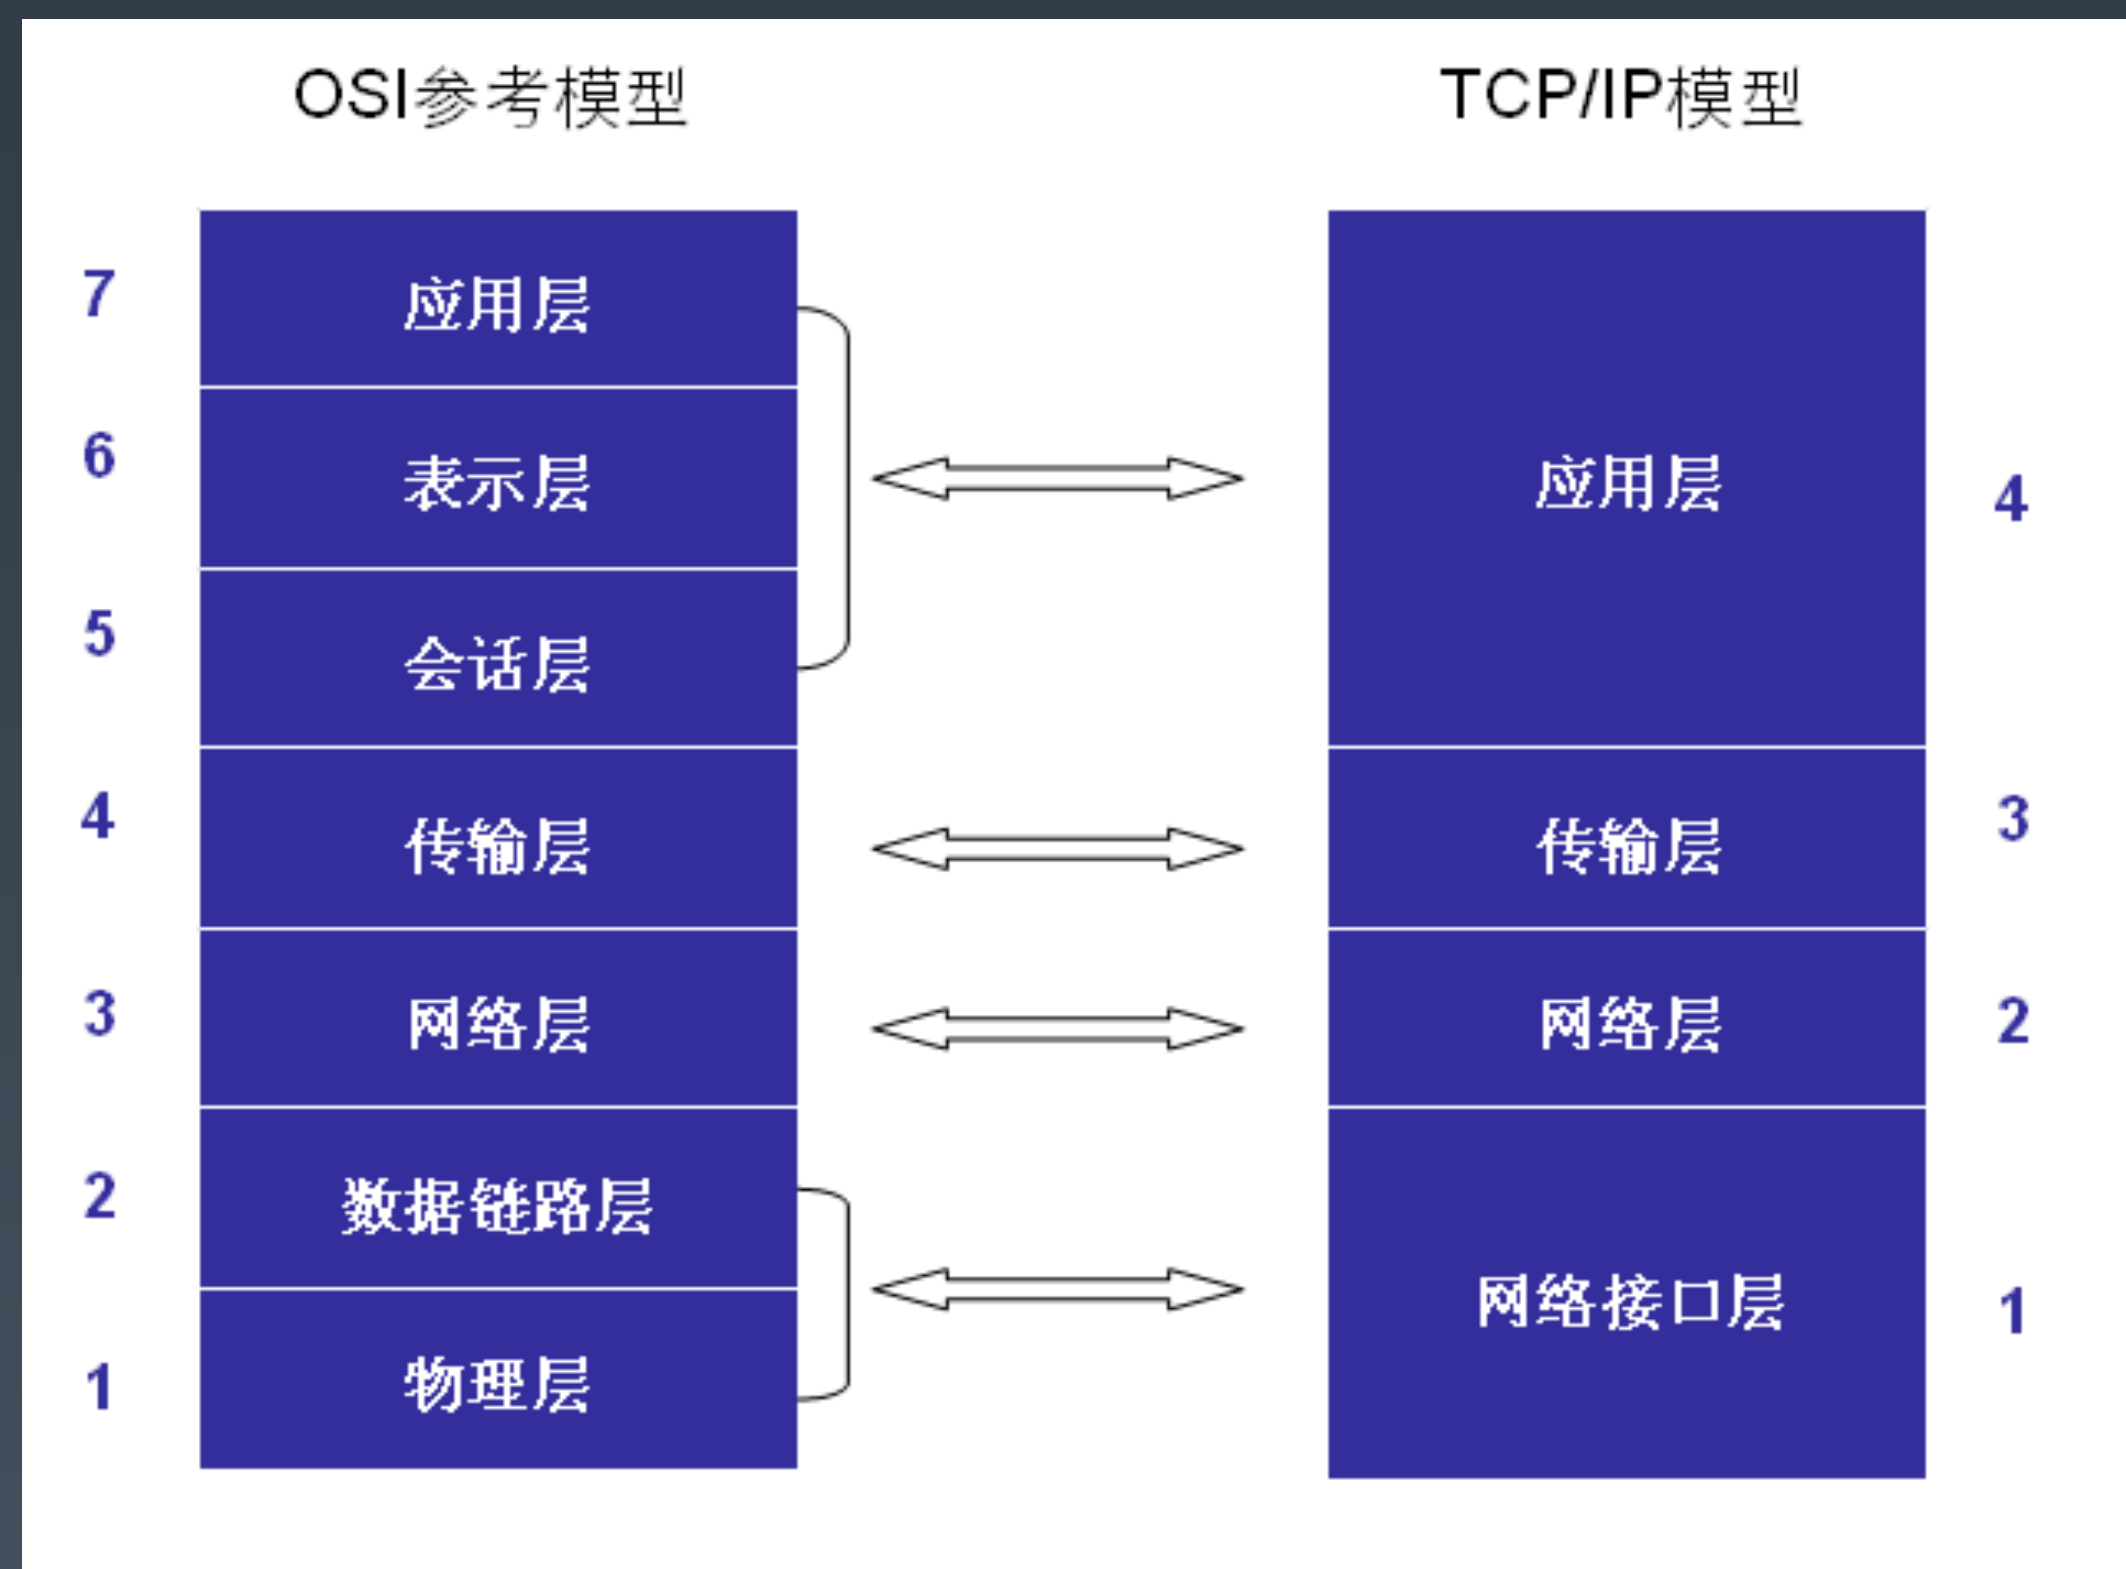 OSI参考模型
TCP/IP模型
7
应用层
6
表示层
5
会话层
4
传输层
3
网络层
2
数据链路层
1
物理层
应用层
4
传输层
3
网络层
2
网络接口层
1